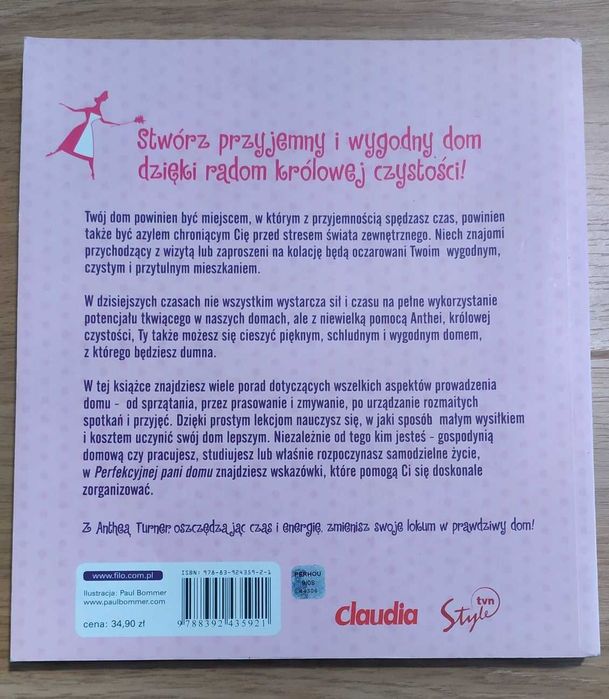 Stwórz przyjemny i wygodny dom
dzięki radom królowej czystości!
Twój dom powinien być miejscem, w którym z przyjemnością spędzasz czas, powinien
także być azylem chroniącym Cię przed stresem świata zewnętrznego. Niech znajomi
przychodzący z wizytą lub zaproszeni na kolację będą oczarowani Twoim wygodnym,
czystym i przytulnym mieszkaniem.
W dzisiejszych czasach nie wszystkim wystarcza sił i czasu na pełne wykorzystanie
potencjału tkwiącego w naszych domach, ale z niewielką pomocą Anthei, królowej
czystości, Ty także możesz się cieszyć pięknym, schludnym i wygodnym domem,
z którego będziesz dumna.
W tej książce znajdziesz wiele porad dotyczących wszelkich aspektów prowadzenia
domu - od sprzątania, przez prasowanie i zmywanie, po urządzanie rozmaitych
spotkań i przyjęć. Dzięki prostym lekcjom nauczysz się, w jaki sposób małym wysiłkiem
i kosztem uczynić swój dom lepszym. Niezależnie od tego kim jesteś - gospodynią
domową czy pracujesz, studiujesz lub właśnie rozpoczynasz samodzielne życie,
w Perfekcyjnej pani domu znajdziesz wskazówki, które pomogą Ci się doskonale
zorganizować.
Z Antheą Turner oszczędzając czas i energię, zmienisz swoje lokum w prawdziwy dom!
www.filo.com.pl
Ilustracja: Paul Bommer
www.paulbommer.com
cena: 34,90 zł
ISBN: 978-83-924359-2-1
9 788392 435921
PERHOU
claudia
tvn
Style